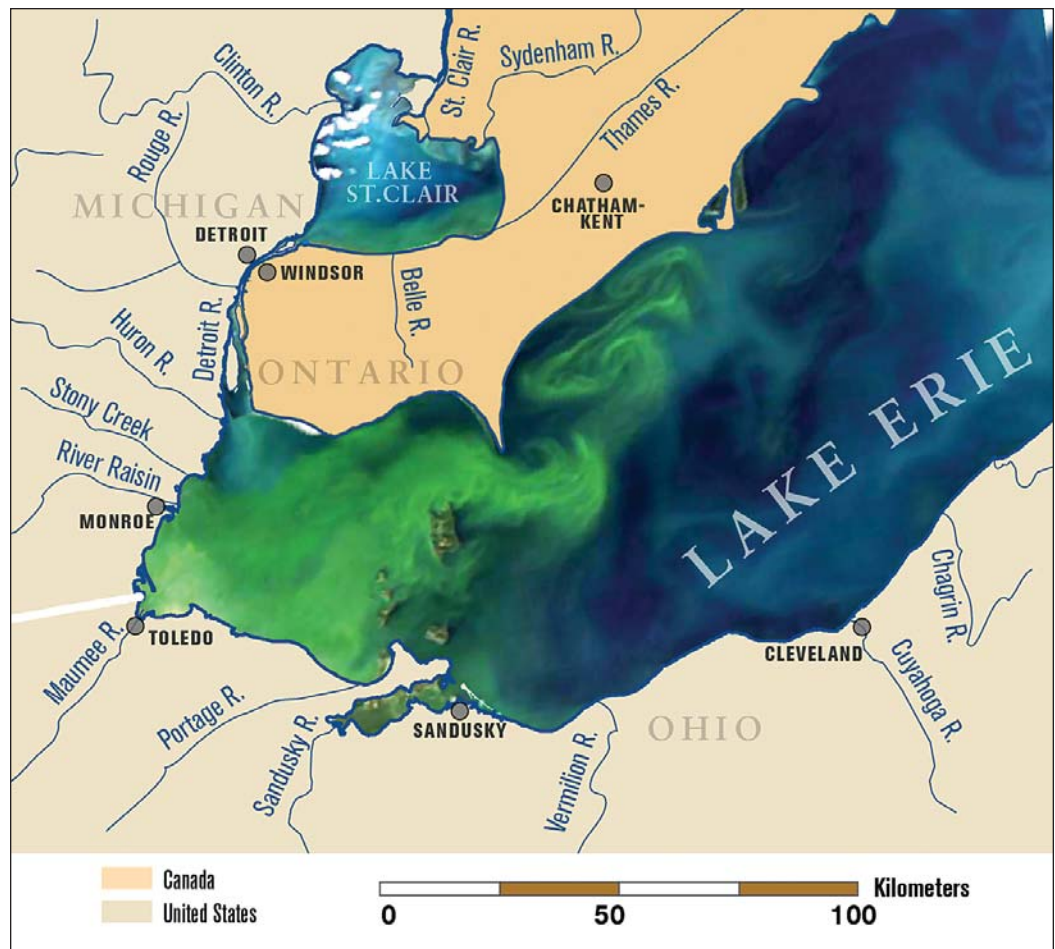 Clinton R.
St. Clair R.
Sydenham R.
Rouge R.
Thames R.
LAKE
ST.CLAIR
MICHIGAN
CHATHAM-
KENT
DETROIT
WINDSOR
Belle R.
Detroit R.
Huron R.
ONTARIO
Stony Creek
River Raisin
LAKE ERIE
MONROE
Chagrin R.
TOLEDO
Maumee R.
CLEVELAND
Cuyahoga R.
Portage R.
Sandusky R.
SANDUSKY
OHIO
Vermilion R.
Canada
United States
Kilometers
0
50
100